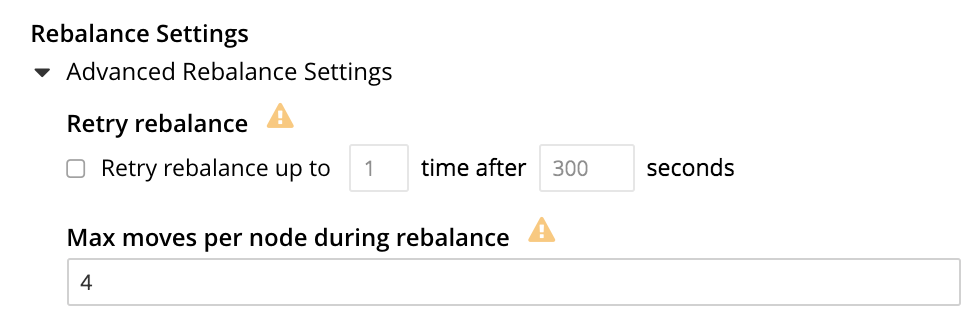 Rebalance Settings
Advanced Rebalance Settings
Retry rebalance
Retry rebalance up to 1 time after 300 seconds
Max moves per node during rebalance
4